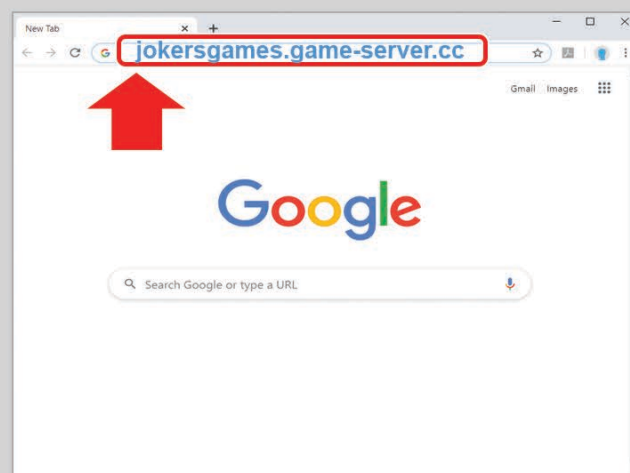 New Tab
jokersgames.game-server.cc
Gmail Images
Google
Search Google or type a URL